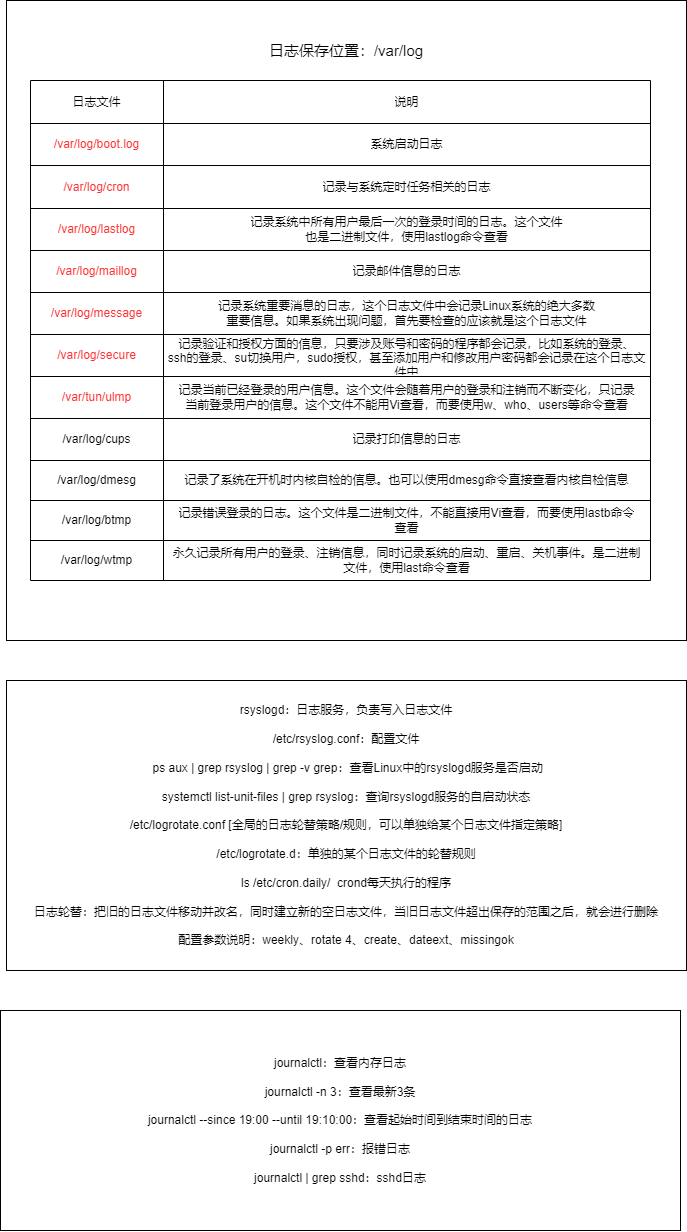 日志保存位置：/var/log
日志文件 说明
/var/log/boot.log 系统启动日志
/var/log/cron 记录与系统定时任务相关的日志
/var/log/lastlog 记录系统中所有用户最后一次的登录时间的日志。这个文件
也是二进制文件，使用lastlog命令查看
/var/log/maillog 记录邮件信息的日志
/var/log/message 记录系统重要消息的日志，这个日志文件中会记录Linux系统的绝大多数
重要信息。如果系统出现问题，首先要检查的应该就是这个日志文件
/var/log/secure 记录验证和授权方面的信息，只要涉及账号和密码的程序都会记录，比如系统的登录、
ssh的登录、su切换用户，sudo授权，甚至添加用户和修改用户密码都会记录在这个日志文
件中
/var/tun/ulmp 记录当前已经登录的用户信息。这个文件会随着用户的登录和注销而不断变化，只记录
当前登录用户的信息。这个文件不能用Vi查看，而要使用w、who、users等命令查看
/var/log/cups 记录打印信息的日志
/var/log/dmesg 记录了系统在开机时内核自检的信息。也可以使用dmesg命令直接查看内核自检信息
/var/log/btmp 记录错误登录的日志。这个文件是二进制文件，不能直接用Vi查看，而要使用lastb命令
查看
/var/log/wtmp 永久记录所有用户的登录、注销信息，同时记录系统的启动、重启、关机事件。是二进制
文件，使用last命令查看
rsyslogd：日志服务，负责写入日志文件
/etc/rsyslog.conf：配置文件
ps aux | grep rsyslog | grep -v grep：查看Linux中的rsyslogd服务是否启动
systemctl list-unit-files | grep rsyslog：查询rsyslogd服务的自启动状态
/etc/logrotate.conf [全局的日志轮替策略/规则，可以单独给某个日志文件指定策略]
/etc/logrotate.d：单独的某个日志文件的轮替规则
ls /etc/cron.daily/ crond每天执行的程序
日志轮替：把旧的日志文件移动并改名，同时建立新的空日志文件，当旧日志文件超出保存的范围之后，就会进行删除
配置参数说明：weekly、rotate 4、create、dateext、missingok
journalctl：查看内存日志
journalctl -n 3：查看最新3条
journalctl --since 19:00 --until 19:10:00：查看起始时间到结束时间的日志
journalctl -p err：报错日志
journalctl | grep sshd：sshd日志